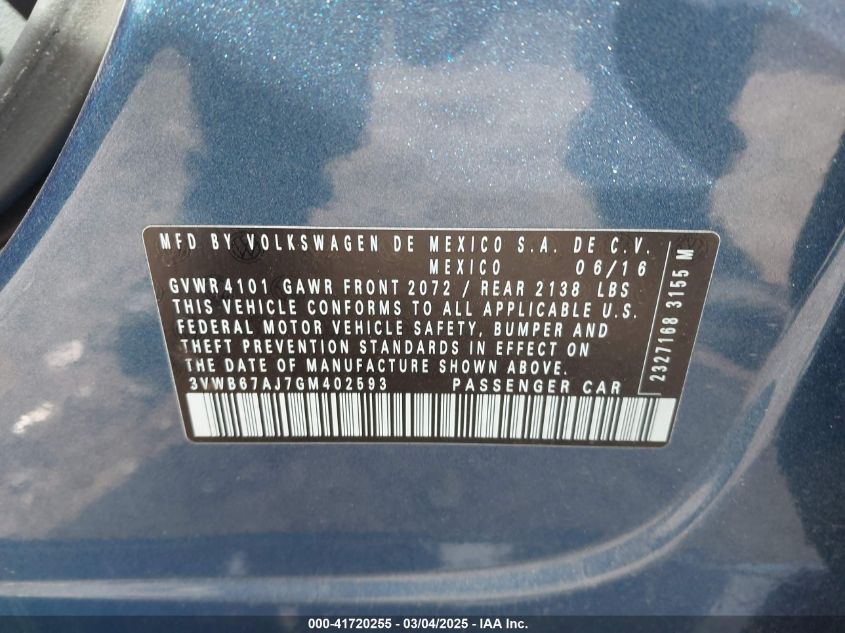 MFD BY VOLKSWAGEN DE MEXICO S.A. DE C.V.
MEXICO 06/16
GVWR 4101 GAWR FRONT 2072 / REAR 2138 LBS
THIS VEHICLE CONFORMS TO ALL APPLICABLE U.S.
FEDERAL MOTOR VEHICLE SAFETY, BUMPER AND
THEFT PREVENTION STANDARDS IN EFFECT ON
THE DATE OF MANUFACTURE SHOWN ABOVE.
3VWB67AJ7GM402593 PASSENGER CAR
2327168 3155 M
000-41720255 - 03/04/2025 - IAA Inc.